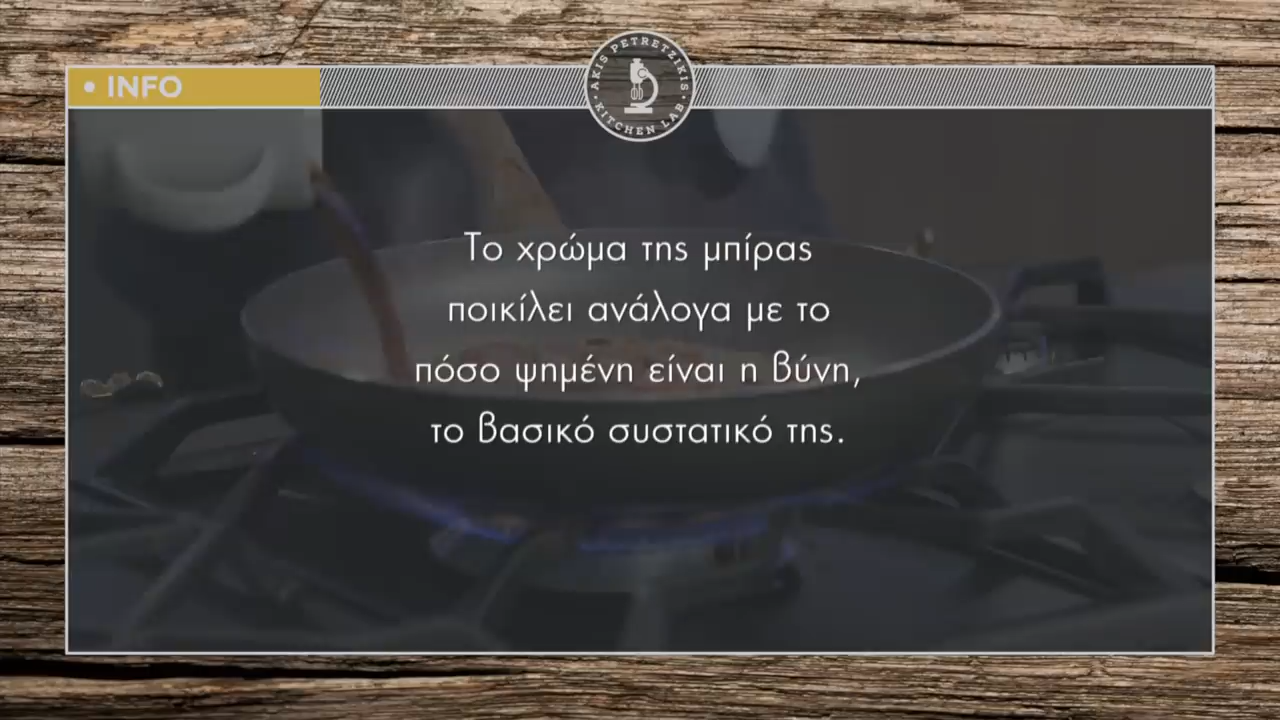 • INFO
AKIS PETRETZIKIS
• KITCHEN LAB •
Το χρώμα της μπίρας
ποικίλει ανάλογα με το
πόσο ψημένη είναι η βύνη,
το βασικό συστατικό της.